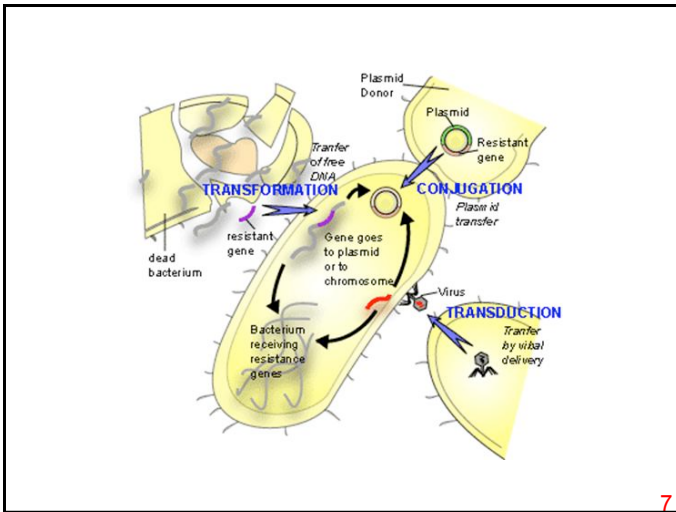 Plasmid
Donor
Plasmid
Resistant
gene
Tranfer
of free
DNA
TRANSFORMATION
CONJUGATION
Plasmid
transfer
resistant
gene
dead
bacterium
Gene goes
to plasmid
or to
chromosome
Virus
TRANSDUCTION
Tranfer
by viral
delivery
Bacterium
receiving
resistance
genes
7